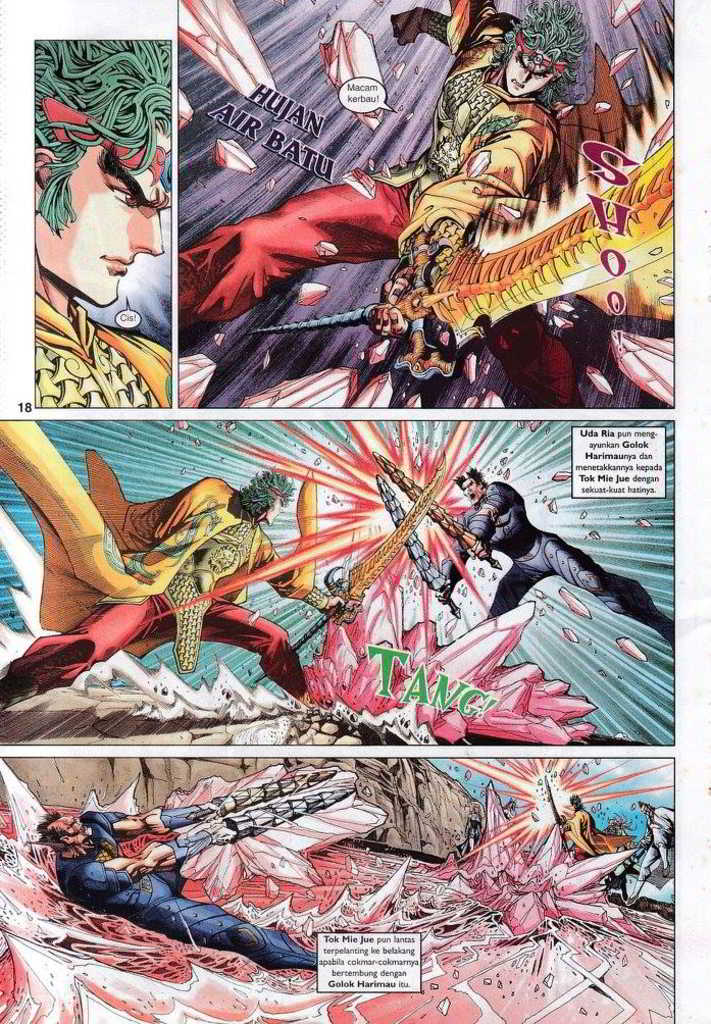 Cis!
HUJAN
AIR BATU
Macam
kerbau!
SHOO!
18
Uda Ria pun meng-
ayunkan Golok
Harimaunya dan
menetakkannya kepada
Tok Mie Jue dengan
sekuat-kuat hatinya.
TANG!
Tok Mie Jue pun lantas
terpelanting ke belakang
apabila cokmar-cokmarnya
bertembung dengan
Golok Harimau itu.